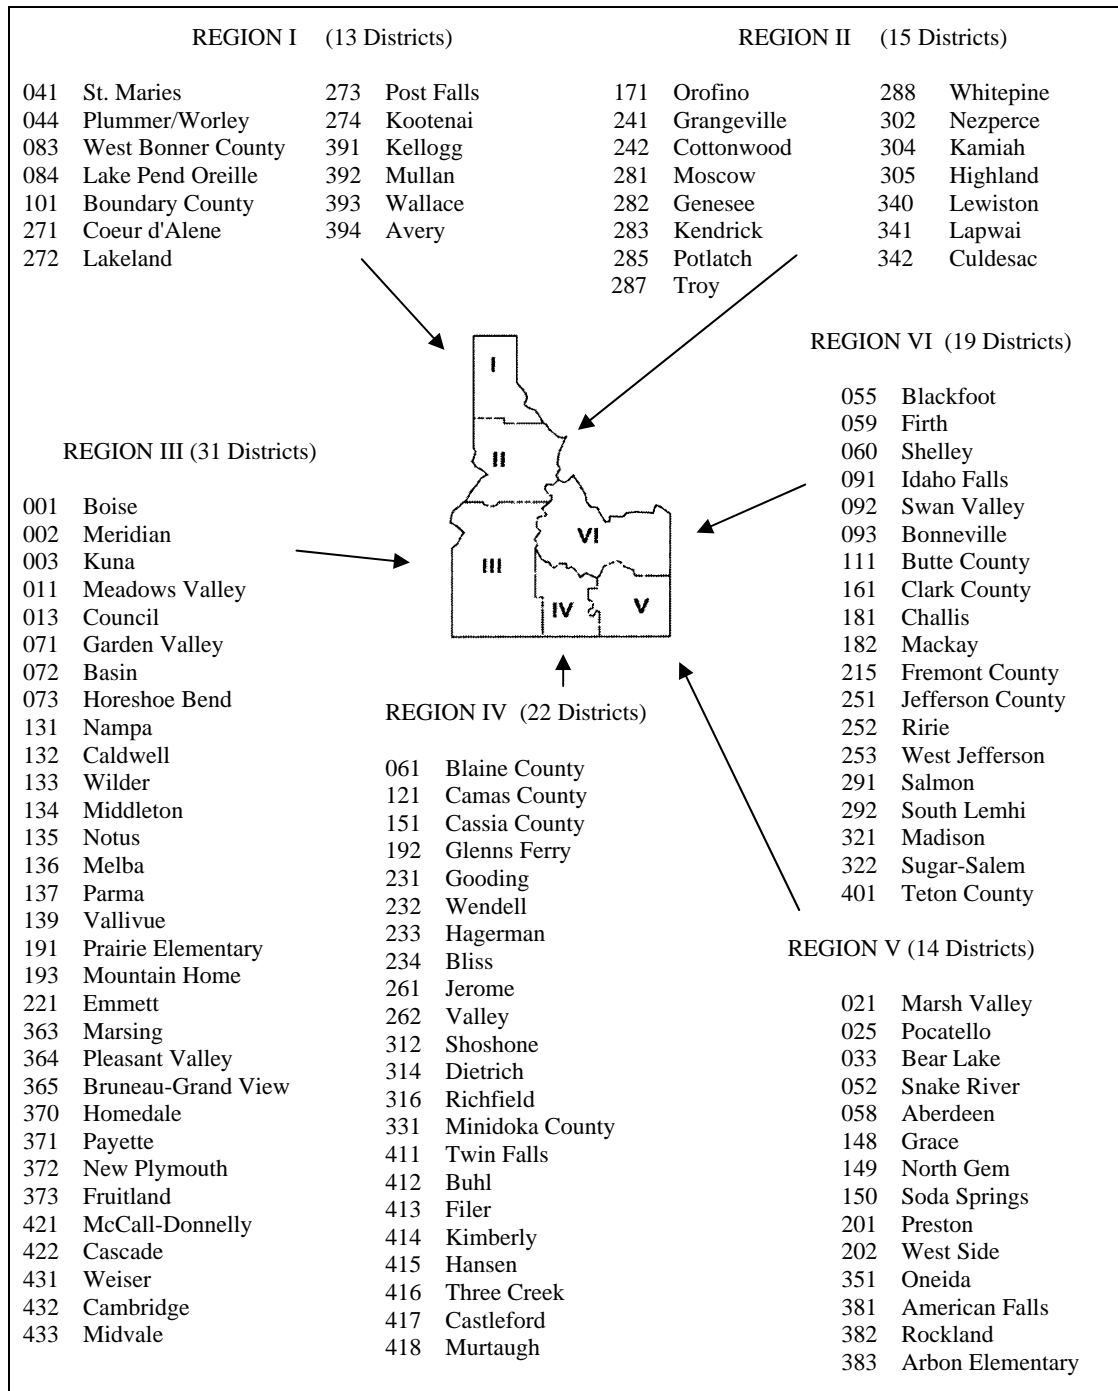 REGION I (13 Districts)
041 St. Maries
044 Plummer/Worley
083 West Bonner County
084 Lake Pend Oreille
101 Boundary County
271 Coeur d'Alene
272 Lakeland
273 Post Falls
274 Kootenai
391 Kellogg
392 Mullan
393 Wallace
394 Avery
REGION II (15 Districts)
171 Orofino
241 Grangeville
242 Cottonwood
281 Moscow
282 Genesee
283 Kendrick
285 Potlatch
287 Troy
288 Whitepine
302 Nezperce
304 Kamiah
305 Highland
340 Lewiston
341 Lapwai
342 Culdesac
I
II
III
IV
V
VI
REGION III (31 Districts)
001 Boise
002 Meridian
003 Kuna
011 Meadows Valley
013 Council
071 Garden Valley
072 Basin
073 Horeshoe Bend
131 Nampa
132 Caldwell
133 Wilder
134 Middleton
135 Notus
136 Melba
137 Parma
139 Vallivue
191 Prairie Elementary
193 Mountain Home
221 Emmett
363 Marsing
364 Pleasant Valley
365 Bruneau-Grand View
370 Homedale
371 Payette
372 New Plymouth
373 Fruitland
421 McCall-Donnelly
422 Cascade
431 Weiser
432 Cambridge
433 Midvale
REGION IV (22 Districts)
061 Blaine County
121 Camas County
151 Cassia County
192 Glenns Ferry
231 Gooding
232 Wendell
233 Hagerman
234 Bliss
261 Jerome
262 Valley
312 Shoshone
314 Dietrich
316 Richfield
331 Minidoka County
411 Twin Falls
412 Buhl
413 Filer
414 Kimberly
415 Hansen
416 Three Creek
417 Castleford
418 Murtaugh
REGION VI (19 Districts)
055 Blackfoot
059 Firth
060 Shelley
091 Idaho Falls
092 Swan Valley
093 Bonneville
111 Butte County
161 Clark County
181 Challis
182 Mackay
215 Fremont County
251 Jefferson County
252 Ririe
253 West Jefferson
291 Salmon
292 South Lemhi
321 Madison
322 Sugar-Salem
401 Teton County
REGION V (14 Districts)
021 Marsh Valley
025 Pocatello
033 Bear Lake
052 Snake River
058 Aberdeen
148 Grace
149 North Gem
150 Soda Springs
201 Preston
202 West Side
351 Oneida
381 American Falls
382 Rockland
383 Arbon Elementary